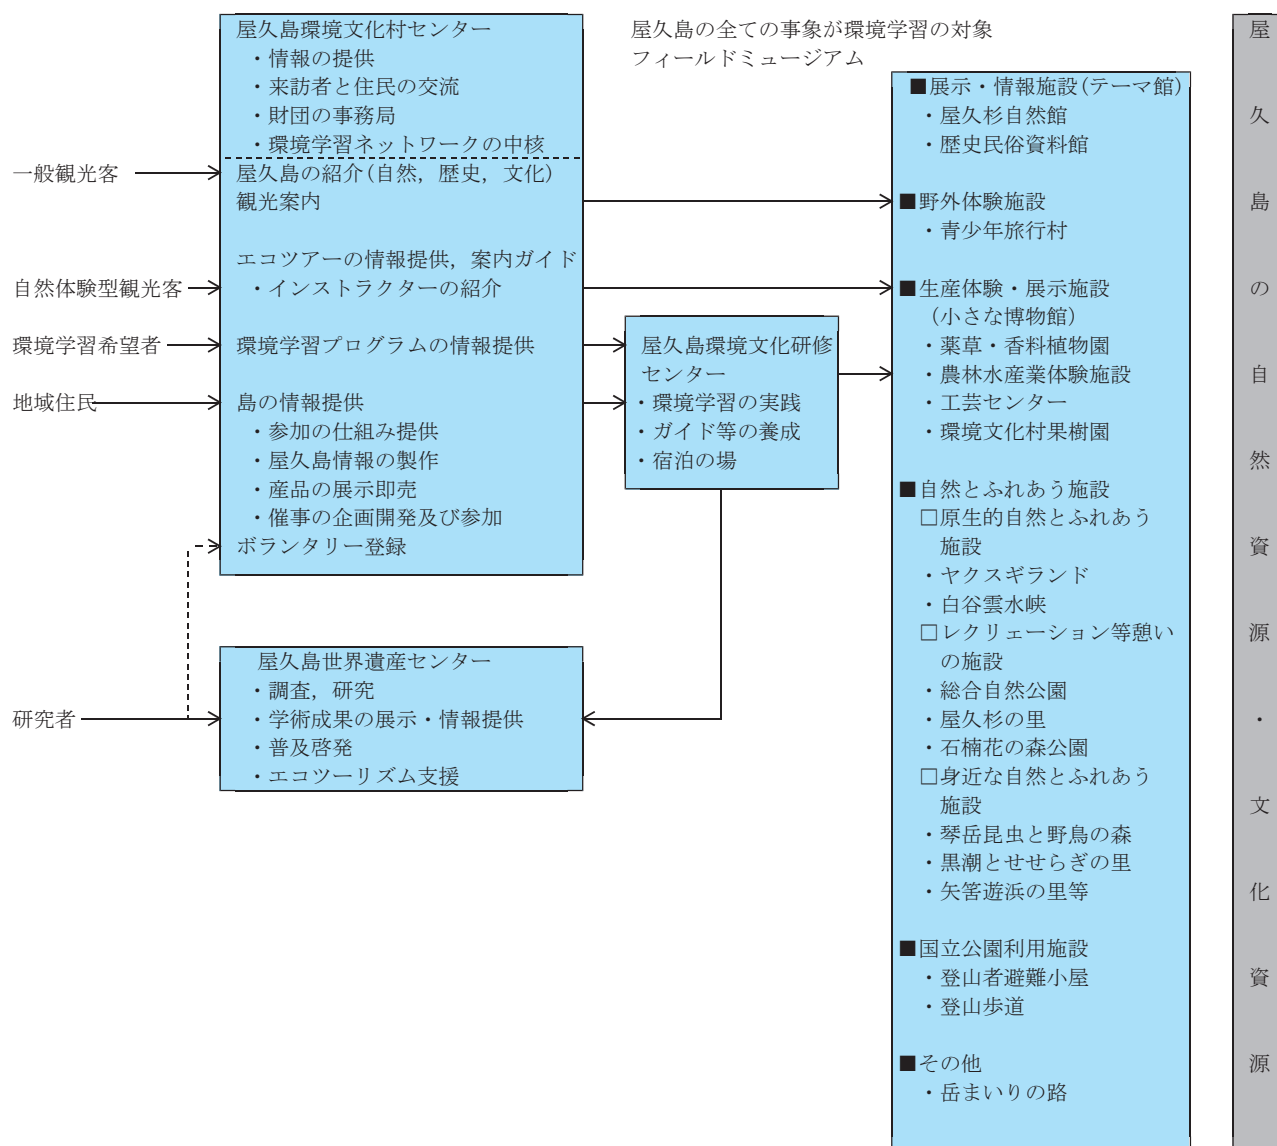 一般観光客
自然体験型観光客
環境学習希望者
地域住民
研究者
屋久島環境文化村センター
・情報の提供
・来訪者と住民の交流
・財団の事務局
・環境学習ネットワークの中核
屋久島の紹介(自然，歴史，文化)
観光案内
エコツアーの情報提供，案内ガイド
・インストラクターの紹介
環境学習プログラムの情報提供
島の情報提供
・参加の仕組み提供
・屋久島情報の製作
・産品の展示即売
・催事の企画開発及び参加
ボランタリー登録
屋久島世界遺産センター
・調査，研究
・学術成果の展示・情報提供
・普及啓発
・エコツーリズム支援
屋久島環境文化研修
センター
・環境学習の実践
・ガイド等の養成
・宿泊の場
屋久島の全ての事象が環境学習の対象
フィールドミュージアム
■展示・情報施設(テーマ館)
・屋久杉自然館
・歴史民俗資料館
■野外体験施設
・青少年旅行村
■生産体験・展示施設
（小さな博物館）
・薬草・香料植物園
・農林水産業体験施設
・工芸センター
・環境文化村果樹園
■自然とふれあう施設
□原生的自然とふれあう
施設
・ヤクスギランド
・白谷雲水峡
□レクリェーション等憩い
の施設
・総合自然公園
・屋久杉の里
・石楠花の森公園
□身近な自然とふれあう
施設
・琴岳昆虫と野鳥の森
・黒潮とせせらぎの里
・矢筈遊浜の里等
■国立公園利用施設
・登山者避難小屋
・登山歩道
■その他
・岳まいりの路
屋久島の自然資源・文化資源